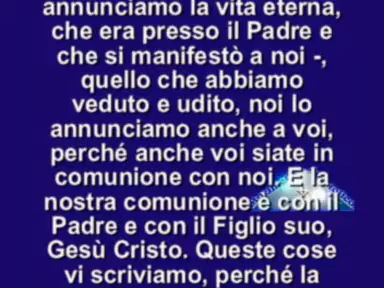 annunciamo la vita eterna,
che era presso il Padre e
che si manifestò a noi -,
quello che abbiamo
veduto e udito, noi lo
annunciamo anche a voi,
perché anche voi siate in
comunione con noi. E la
nostra comunione è con il
Padre e con il Figlio suo,
Gesù Cristo. Queste cose
vi scriviamo, perché la